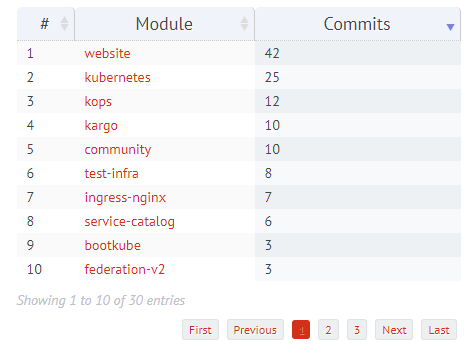 # Module Commits
1 website 42
2 kubernetes 25
3 kops 12
4 kargo 10
5 community 10
6 test-infra 8
7 ingress-nginx 7
8 service-catalog 6
9 bootkube 3
10 federation-v2 3
Showing 1 to 10 of 30 entries
First Previous 1 2 3 Next Last